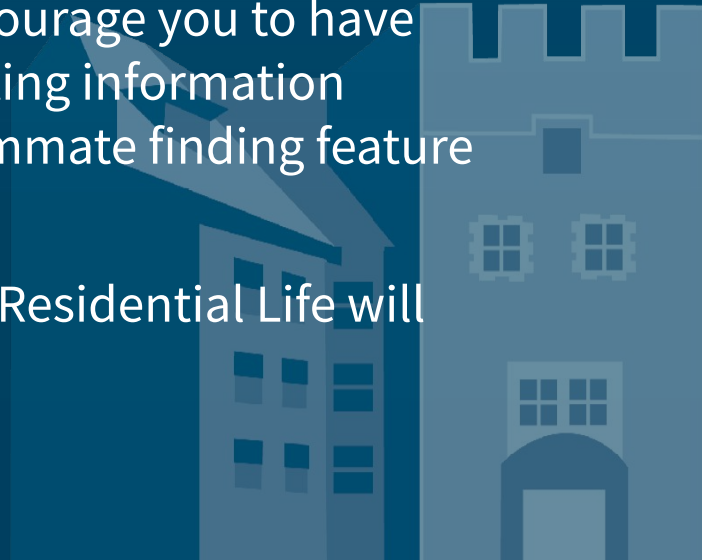 ourage you to have
ing information
mmate finding feature
Residential Life will